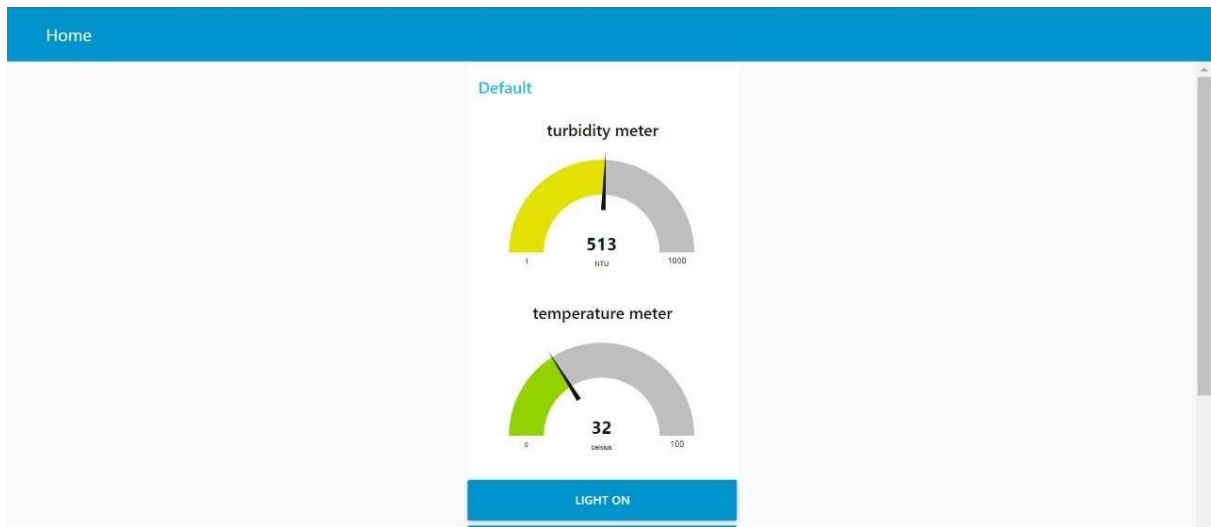 Home
Default
turbidity meter
513
1 NTU 1000
temperature meter
32
0 celsius 100
LIGHT ON